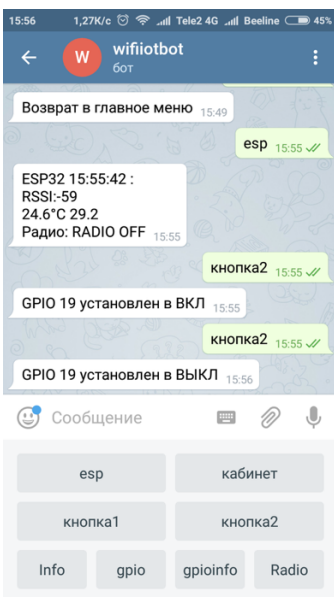 15:56 1,27K/c Tele2 4G Beeline 45%
W wifiiotbot
бот
Возврат в главное меню 15:49
esp 15:55
ESP32 15:55:42 :
RSSI:-59
24.6°C 29.2
Радио: RADIO OFF 15:55
кнопка2 15:55
GPIO 19 установлен в ВКЛ 15:55
кнопка2 15:55
GPIO 19 установлен в ВЫКЛ 15:56
Сообщение
esp кабинет
кнопка1 кнопка2
Info gpio gpioinfo Radio